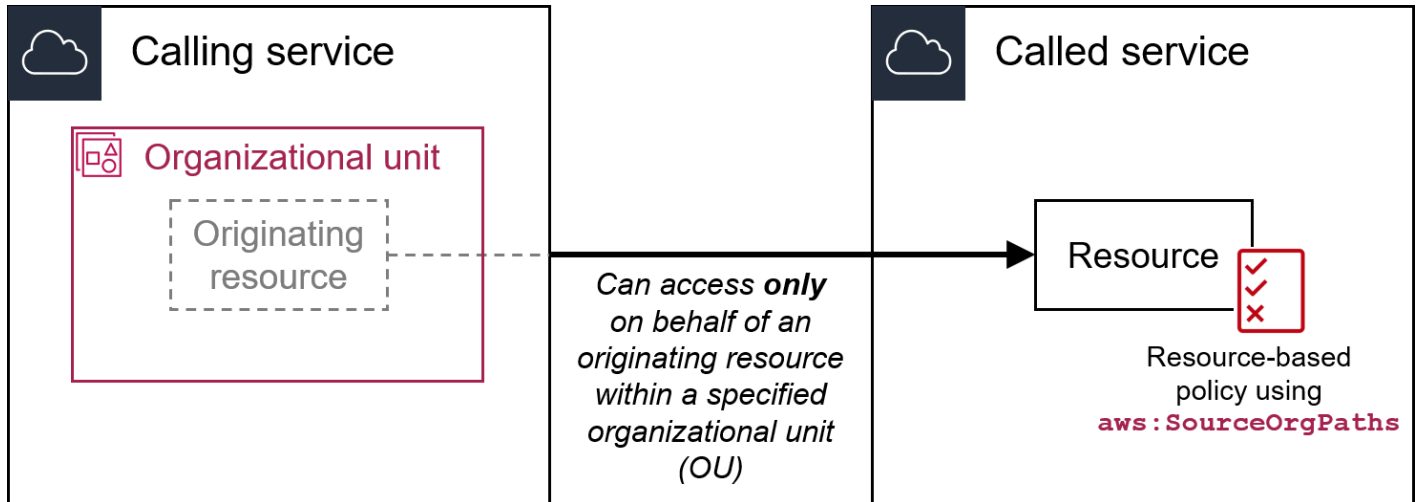 Calling service
Organizational unit
Originating
resource
Can access only
on behalf of an
originating resource
within a specified
organizational unit
(OU)
Called service
Resource
Resource-based
policy using
aws:SourceOrgPaths